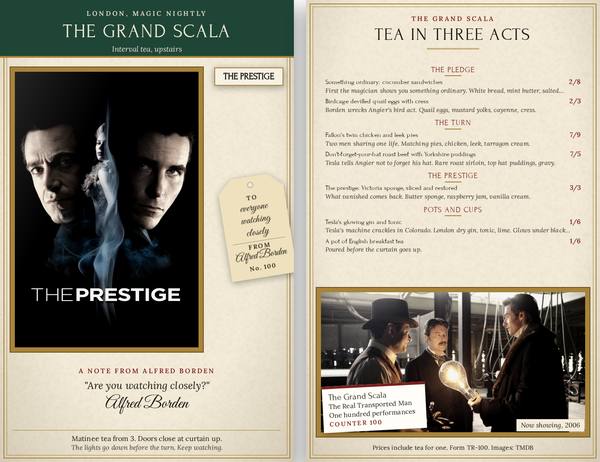 LONDON, MAGIC NIGHTLY
THE GRAND SCALA
Interval tea, upstairs
THE PRESTIGE
TO
everyone
watching
closely
FROM
Alfred Borden
No. 100
THE PRESTIGE
A NOTE FROM ALFRED BORDEN
"Are you watching closely?"
Alfred Borden
Matinee tea from 3. Doors close at curtain up.
The lights go down before the turn. Keep watching.
THE GRAND SCALA
TEA IN THREE ACTS
THE PLEDGE
Something ordinary: cucumber sandwiches 2/8
First the magician shows you something ordinary. White bread, mint butter, salted...
Birdcage devilled quail eggs with cress 2/3
Borden wrecks Angier's bird act. Quail eggs, mustard yolks, cayenne, cress.
THE TURN
Fallon's twin chicken and leek pies 7/9
Two men sharing one life. Matching pies, chicken, leek, tarragon cream.
Don't-forget-your-hat roast beef with Yorkshire puddings 7/5
Tesla tells Angier not to forget his hat. Rare roast sirloin, top hat puddings, gravy.
THE PRESTIGE
The prestige: Victoria sponge, sliced and restored 3/3
What vanished comes back. Butter sponge, raspberry jam, vanilla cream.
POTS AND CUPS
Tesla's glowing gin and tonic 1/6
Tesla's machine crackles in Colorado. London dry gin, tonic, lime. Glows under black...
A pot of English breakfast tea 1/6
Poured before the curtain goes up.
The Grand Scala
The Real Transported Man
One hundred performances
COUNTER 100
Now showing, 2006
Prices include tea for one. Form TR-100. Images: TMDB